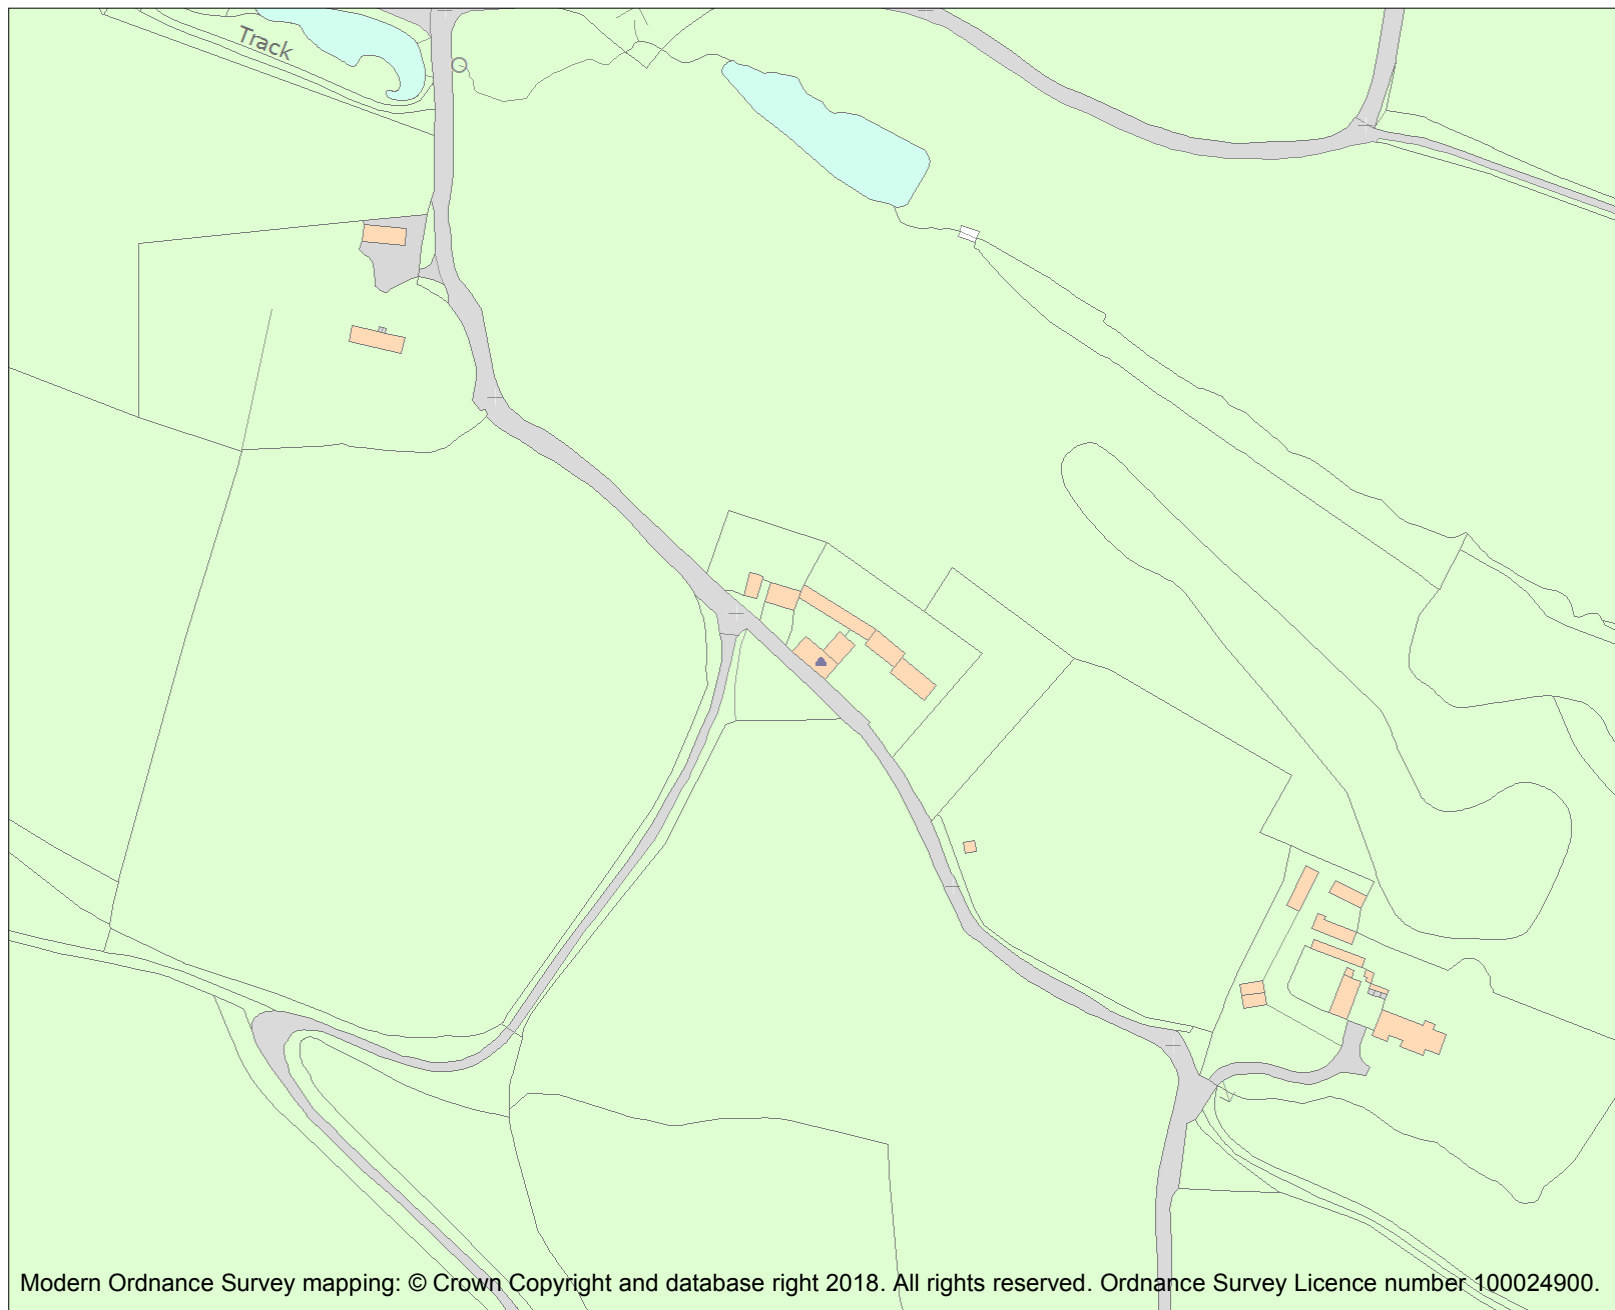 Track
Modern Ordnance Survey mapping: © Crown Copyright and database right 2018. All rights reserved. Ordnance Survey Licence number 100024900.